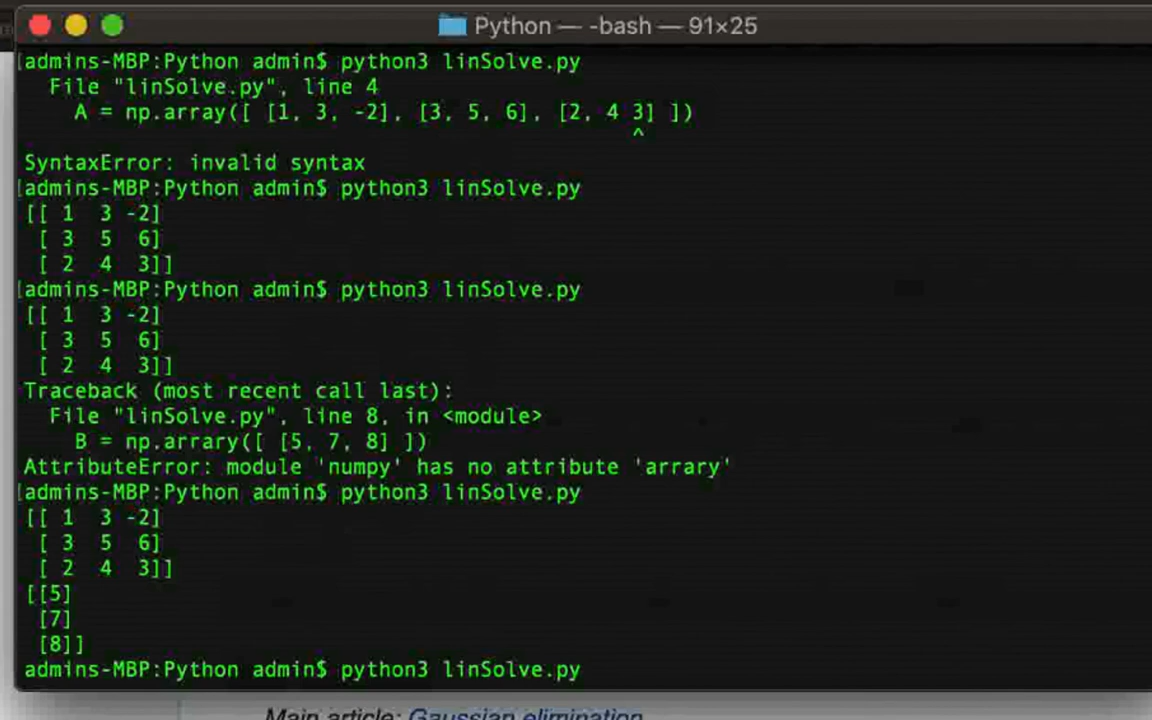 Python — -bash — 91×25
[admins-MBP:Python admin$ python3 linSolve.py
File "linSolve.py", line 4
A = np.array([ [1, 3, -2], [3, 5, 6], [2, 4 3] ])
^
SyntaxError: invalid syntax
[admins-MBP:Python admin$ python3 linSolve.py
[[ 1 3 -2]
[ 3 5 6]
[ 2 4 3]]
[admins-MBP:Python admin$ python3 linSolve.py
[[ 1 3 -2]
[ 3 5 6]
[ 2 4 3]]
Traceback (most recent call last):
File "linSolve.py", line 8, in <module>
B = np.arrary([ [5, 7, 8] ])
AttributeError: module 'numpy' has no attribute 'arrary'
[admins-MBP:Python admin$ python3 linSolve.py
[[ 1 3 -2]
[ 3 5 6]
[ 2 4 3]]
[[5]
[7]
[8]]
admins-MBP:Python admin$ python3 linSolve.py
Main article: Gaussian elimination